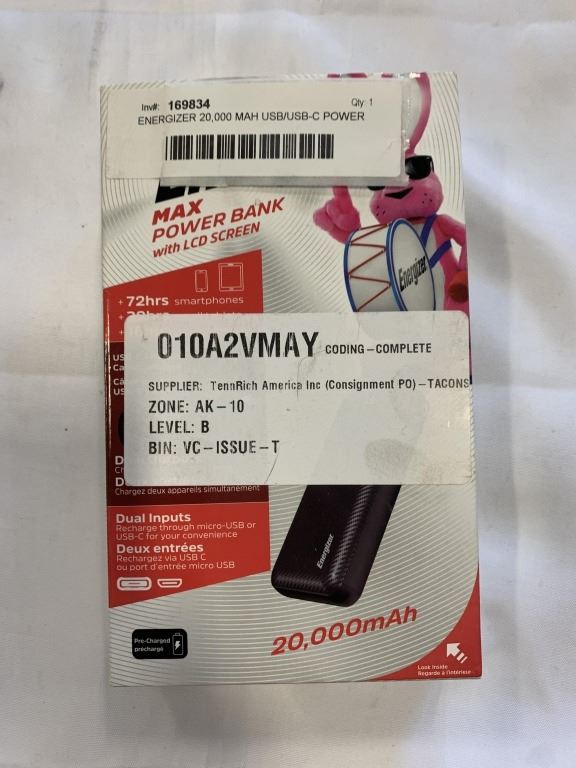 Inv#: 169834 Qty: 1
ENERGIZER 20,000 MAH USB/USB-C POWER
MAX
POWER BANK
with LCD SCREEN
Energizer
+ 72hrs smartphones
010A2VMAY CODING-COMPLETE
SUPPLIER: TennRich America Inc (Consignment PO)-TACONS
ZONE: AK-10
LEVEL: B
BIN: VC-ISSUE-T
Chargez deux appareils simultanément
Dual Inputs
Recharge through micro-USB or
USB-C for your convenience
Deux entrées
Rechargez via USB C
ou port d'entrée micro USB
Energizer
20,000mAh
Pre-Charged
préchargé
Look Inside
Regarde à l'intérieur